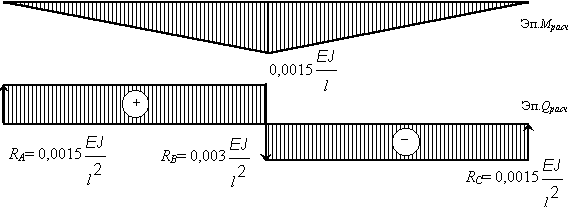 Эп.Mрасч
0,0015 EJ/l
+
Эп.Qрасч
−
RA= 0,0015 EJ/l²
RB= 0,003 EJ/l²
RC= 0,0015 EJ/l²